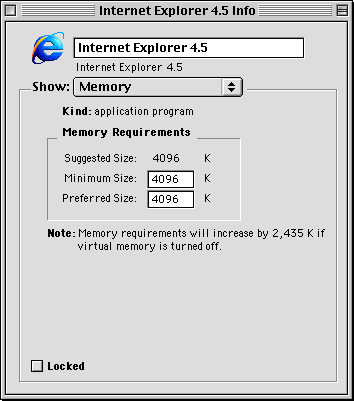 Internet Explorer 4.5 Info
Internet Explorer 4.5
Internet Explorer 4.5
Show: Memory
Kind: application program
Memory Requirements
Suggested Size: 4096 K
Minimum Size: 4096 K
Preferred Size: 4096 K
Note: Memory requirements will increase by 2,435 K if
virtual memory is turned off.
Locked